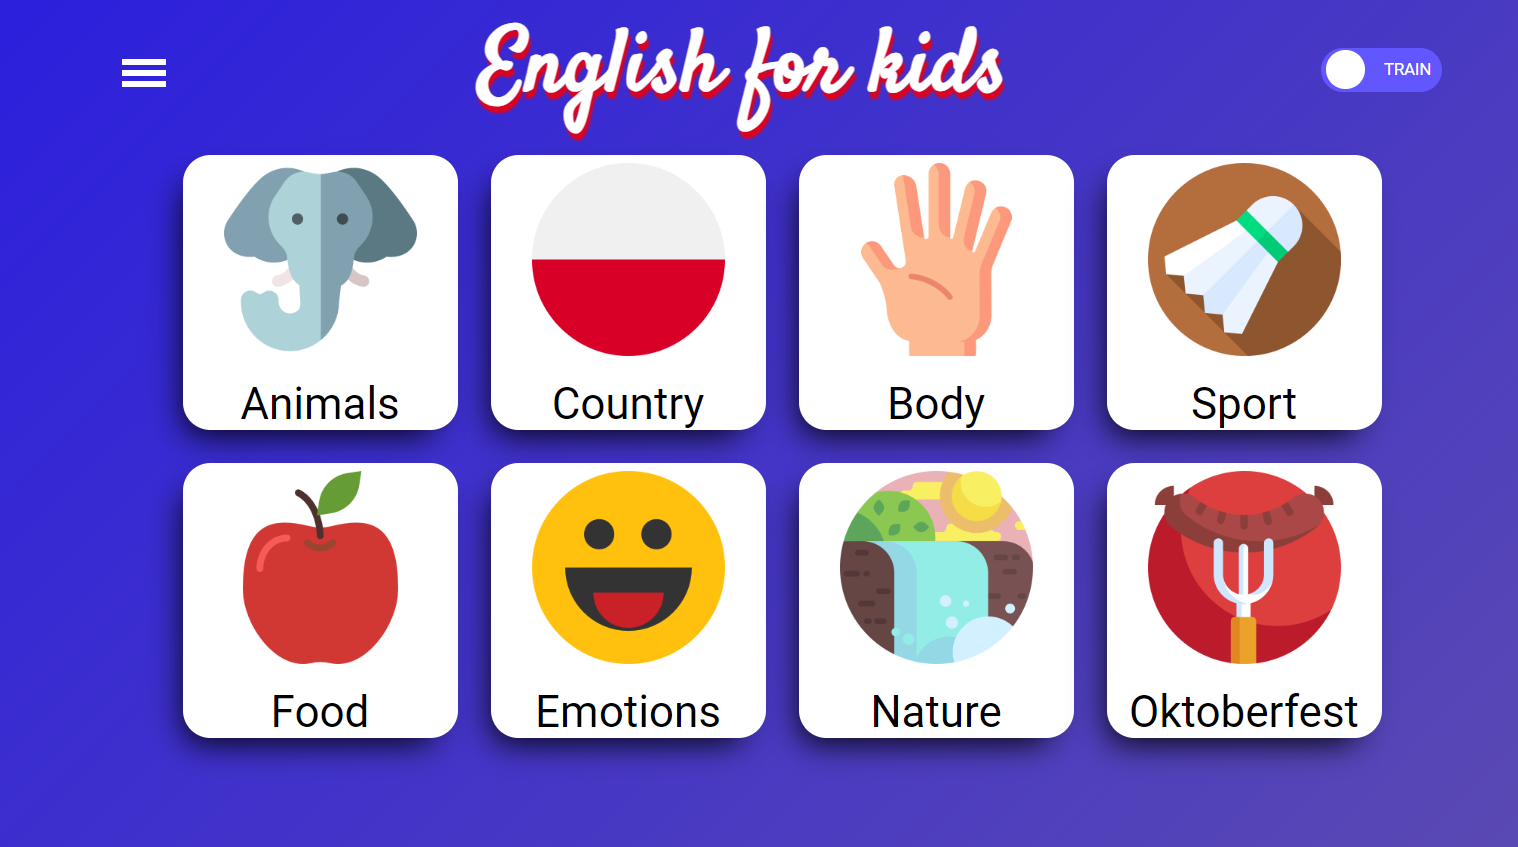 English for kids
TRAIN
Animals
Country
Body
Sport
Food
Emotions
Nature
Oktoberfest